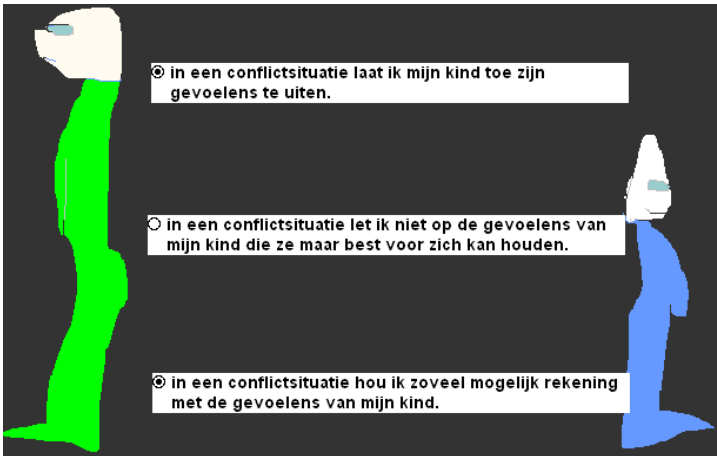 in een conflictsituatie laat ik mijn kind toe zijn
gevoelens te uiten.
in een conflictsituatie let ik niet op de gevoelens van
mijn kind die ze maar best voor zich kan houden.
in een conflictsituatie hou ik zoveel mogelijk rekening
met de gevoelens van mijn kind.